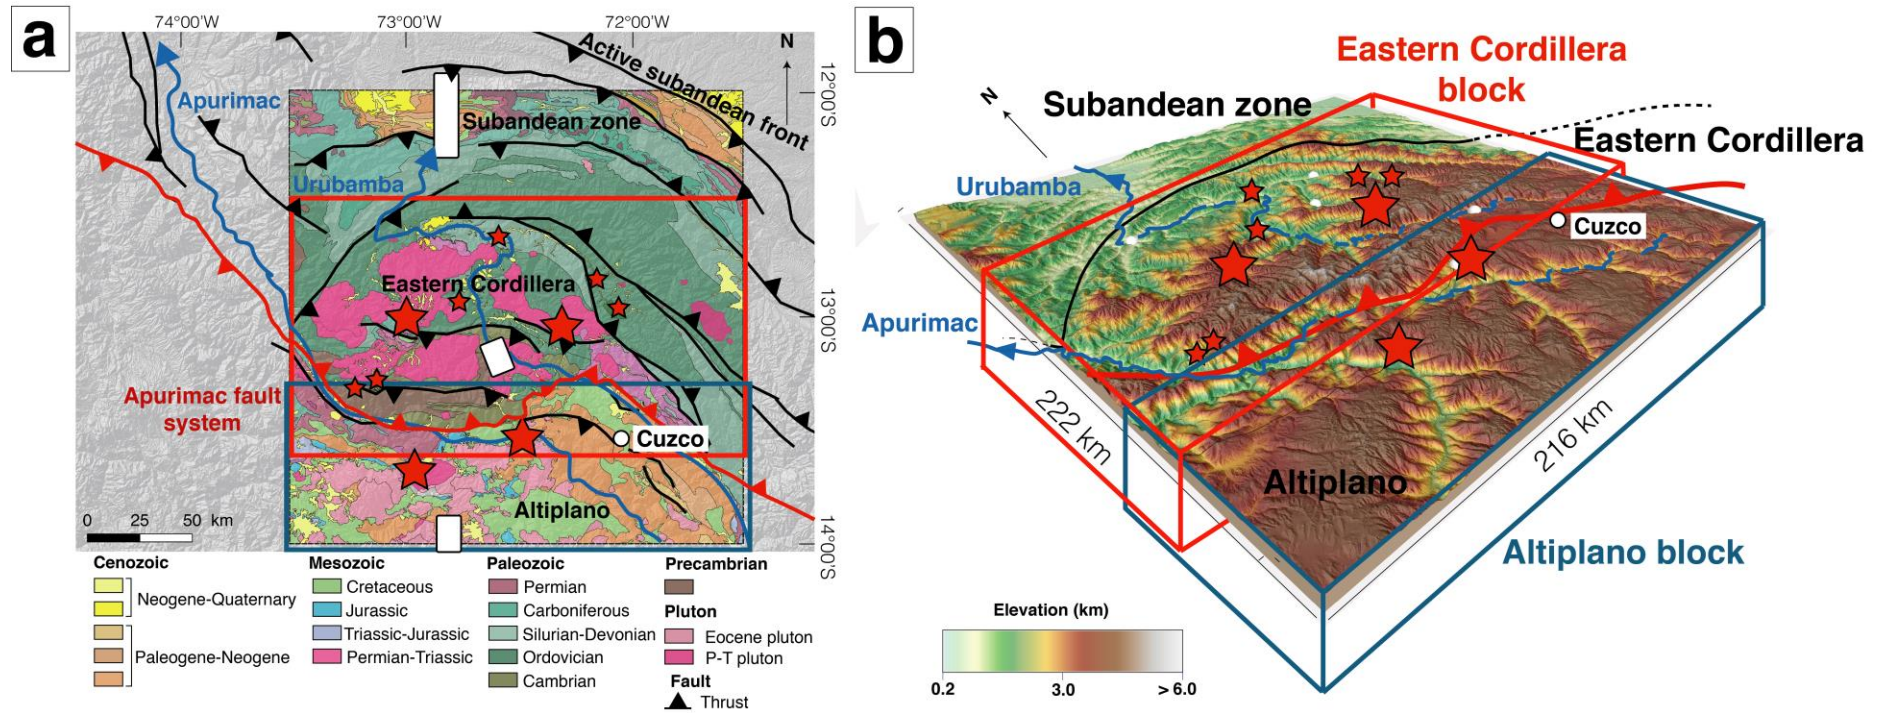 a
74°00'W
73°00'W
72°00'W
N
12°00'S
13°00'S
14°00'S
Active subandean front
Apurimac
Subandean zone
Urubamba
Eastern Cordillera
Apurimac fault
system
Cuzco
Altiplano
0 25 50 km
Cenozoic
Neogene-Quaternary
Paleogene-Neogene
Mesozoic
Cretaceous
Jurassic
Triassic-Jurassic
Permian-Triassic
Paleozoic
Permian
Carboniferous
Silurian-Devonian
Ordovician
Cambrian
Precambrian
Pluton
Eocene pluton
P-T pluton
Fault
Thrust
b
Eastern Cordillera
block
N
Subandean zone
Eastern Cordillera
Urubamba
Cuzco
Apurimac
222 km
216 km
Altiplano
Altiplano block
Elevation (km)
0.2
3.0
> 6.0